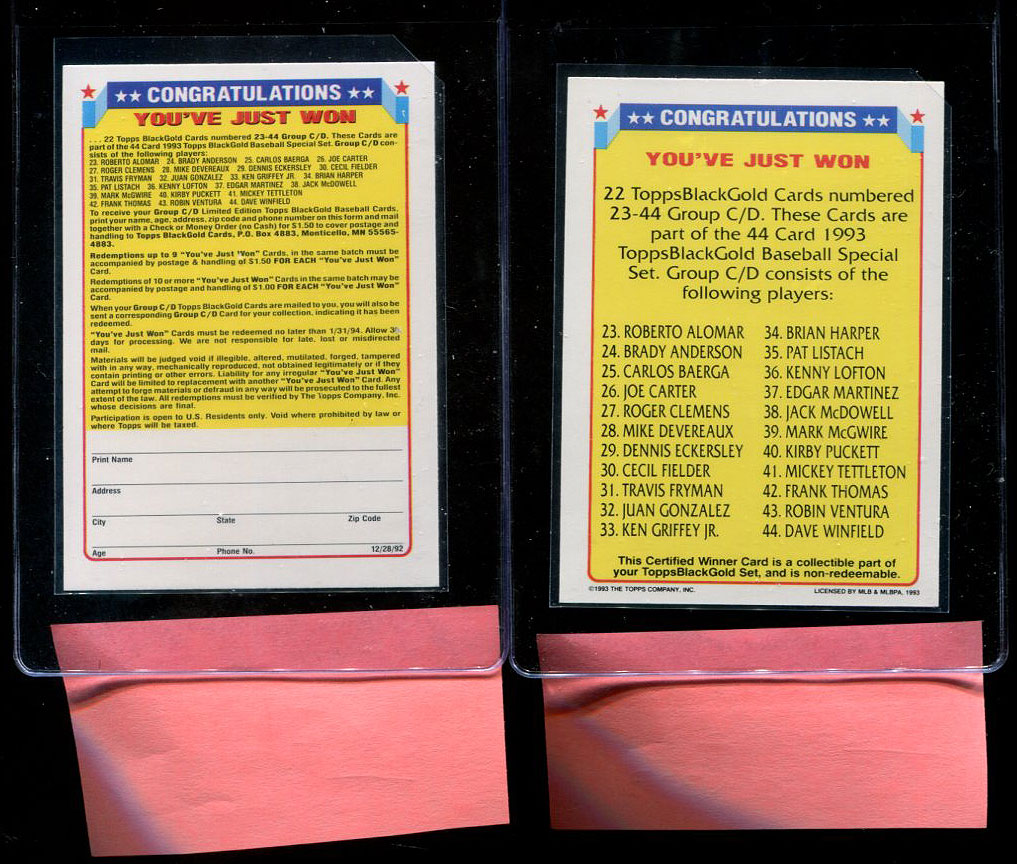 ★★ CONGRATULATIONS ★★
YOU'VE JUST WON
. . . 22 Topps BlackGold Cards numbered 23-44 Group C/D. These Cards are
part of the 44 Card 1993 Topps BlackGold Baseball Special Set. Group C/D con-
sists of the following players:
23. ROBERTO ALOMAR 24. BRADY ANDERSON 25. CARLOS BAERGA 26. JOE CARTER
27. ROGER CLEMENS 28. MIKE DEVEREAUX 29. DENNIS ECKERSLEY 30. CECIL FIELDER
31. TRAVIS FRYMAN 32. JUAN GONZALEZ 33. KEN GRIFFEY JR. 34. BRIAN HARPER
35. PAT LISTACH 36. KENNY LOFTON 37. EDGAR MARTINEZ 38. JACK McDOWELL
39. MARK McGWIRE 40. KIRBY PUCKETT 41. MICKEY TETTLETON
42. FRANK THOMAS 43. ROBIN VENTURA 44. DAVE WINFIELD
To receive your Group C/D Limited Edition Topps BlackGold Baseball Cards,
print your name, age, address, zip code and phone number on this form and mail
together with a Check or Money Order (no Cash) for $1.50 to cover postage and
handling to Topps BlackGold Cards, P.O. Box 4883, Monticello, MN 55565-
4883.
Redemptions up to 9 "You've Just Won" Cards, in the same batch must be
accompanied by postage & handling of $1.50 FOR EACH "You've Just Won"
Card.
Redemptions of 10 or more "You've Just Won" Cards in the same batch may be
accompanied by postage and handling of $1.00 FOR EACH "You've Just Won"
Card.
When your Group C/D Topps BlackGold Cards are mailed to you, you will also be
sent a corresponding Group C/D Card for your collection, indicating it has been
redeemed.
"You've Just Won" Cards must be redeemed no later than 1/31/94. Allow
days for processing. We are not responsible for late, lost or misdirected
mail.
Materials will be judged void if illegible, altered, mutilated, forged, tampered
with in any way, mechanically reproduced, not obtained legitimately or if they
contain printing or other errors. Liability for any irregular "You've Just Won"
Card will be limited to replacement with another "You've Just Won" Card. Any
attempt to forge materials or defraud in any way will be prosecuted to the fullest
extent of the law. All redemptions must be verified by The Topps Company, Inc.
whose decisions are final.
Participation is open to U.S. Residents only. Void where prohibited by law or
where Topps will be taxed.
Print Name
Address
City State Zip Code
Age Phone No. 12/28/92
★★ CONGRATULATIONS ★★
YOU'VE JUST WON
22 ToppsBlackGold Cards numbered
23-44 Group C/D. These Cards are
part of the 44 Card 1993
ToppsBlackGold Baseball Special
Set. Group C/D consists of the
following players:
23. ROBERTO ALOMAR
24. BRADY ANDERSON
25. CARLOS BAERGA
26. JOE CARTER
27. ROGER CLEMENS
28. MIKE DEVEREAUX
29. DENNIS ECKERSLEY
30. CECIL FIELDER
31. TRAVIS FRYMAN
32. JUAN GONZALEZ
33. KEN GRIFFEY JR.
34. BRIAN HARPER
35. PAT LISTACH
36. KENNY LOFTON
37. EDGAR MARTINEZ
38. JACK McDOWELL
39. MARK McGWIRE
40. KIRBY PUCKETT
41. MICKEY TETTLETON
42. FRANK THOMAS
43. ROBIN VENTURA
44. DAVE WINFIELD
This Certified Winner Card is a collectible part of
your ToppsBlackGold Set, and is non-redeemable.
©1993 THE TOPPS COMPANY, INC. LICENSED BY MLB & MLBPA, 1993